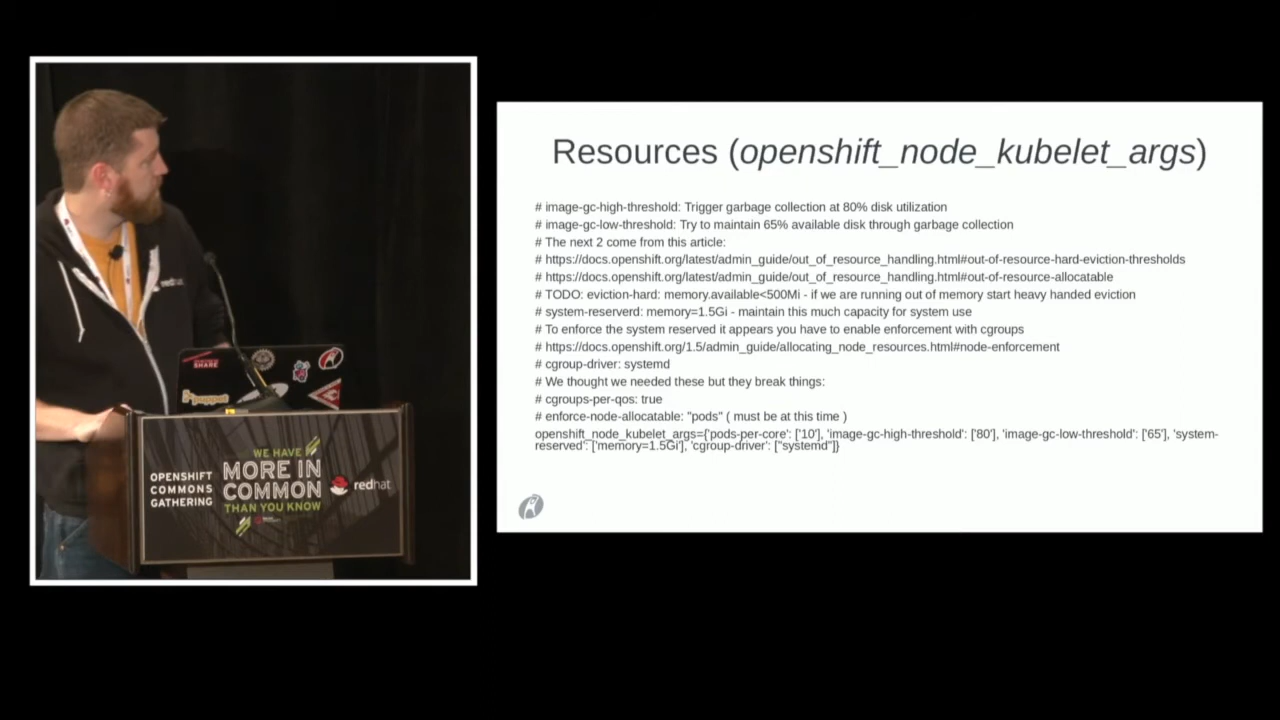 Resources (openshift_node_kubelet_args)
# image-gc-high-threshold: Trigger garbage collection at 80% disk utilization
# image-gc-low-threshold: Try to maintain 65% available disk through garbage collection
# The next 2 come from this article:
# https://docs.openshift.org/latest/admin_guide/out_of_resource_handling.html#out-of-resource-hard-eviction-thresholds
# https://docs.openshift.org/latest/admin_guide/out_of_resource_handling.html#out-of-resource-allocatable
# TODO: eviction-hard: memory.available<500Mi - if we are running out of memory start heavy handed eviction
# system-reserverd: memory=1.5Gi - maintain this much capacity for system use
# To enforce the system reserved it appears you have to enable enforcement with cgroups
# https://docs.openshift.org/1.5/admin_guide/allocating_node_resources.html#node-enforcement
# cgroup-driver: systemd
# We thought we needed these but they break things:
# cgroups-per-qos: true
# enforce-node-allocatable: "pods" ( must be at this time )
openshift_node_kubelet_args={'pods-per-core': ['10'], 'image-gc-high-threshold': ['80'], 'image-gc-low-threshold': ['65'], 'system-
reserved': ['memory=1.5Gi'], 'cgroup-driver': ["systemd"]}
SHARE
puppet
OPENSHIFT
COMMONS
GATHERING
WE HAVE
MORE IN
COMMON
THAN YOU KNOW
redhat